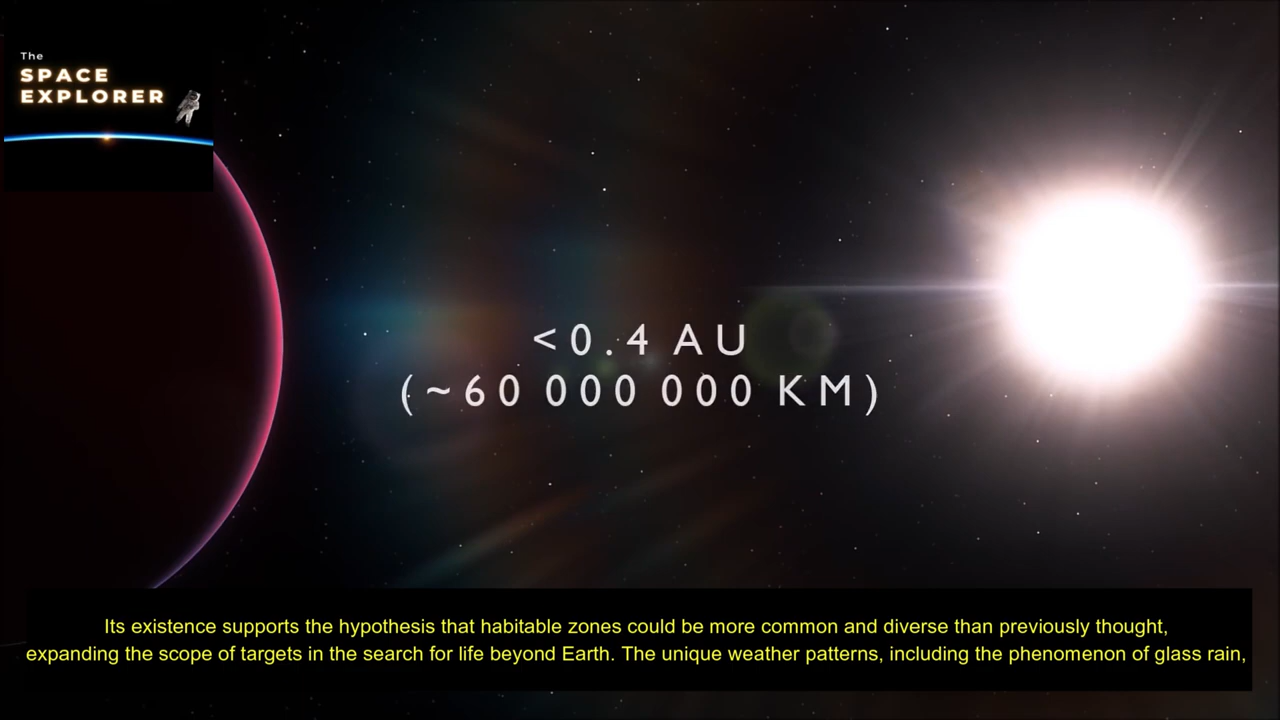 The
SPACE
EXPLORER
<0.4 AU
(~60 000 000 KM)
Its existence supports the hypothesis that habitable zones could be more common and diverse than previously thought,
expanding the scope of targets in the search for life beyond Earth. The unique weather patterns, including the phenomenon of glass rain,